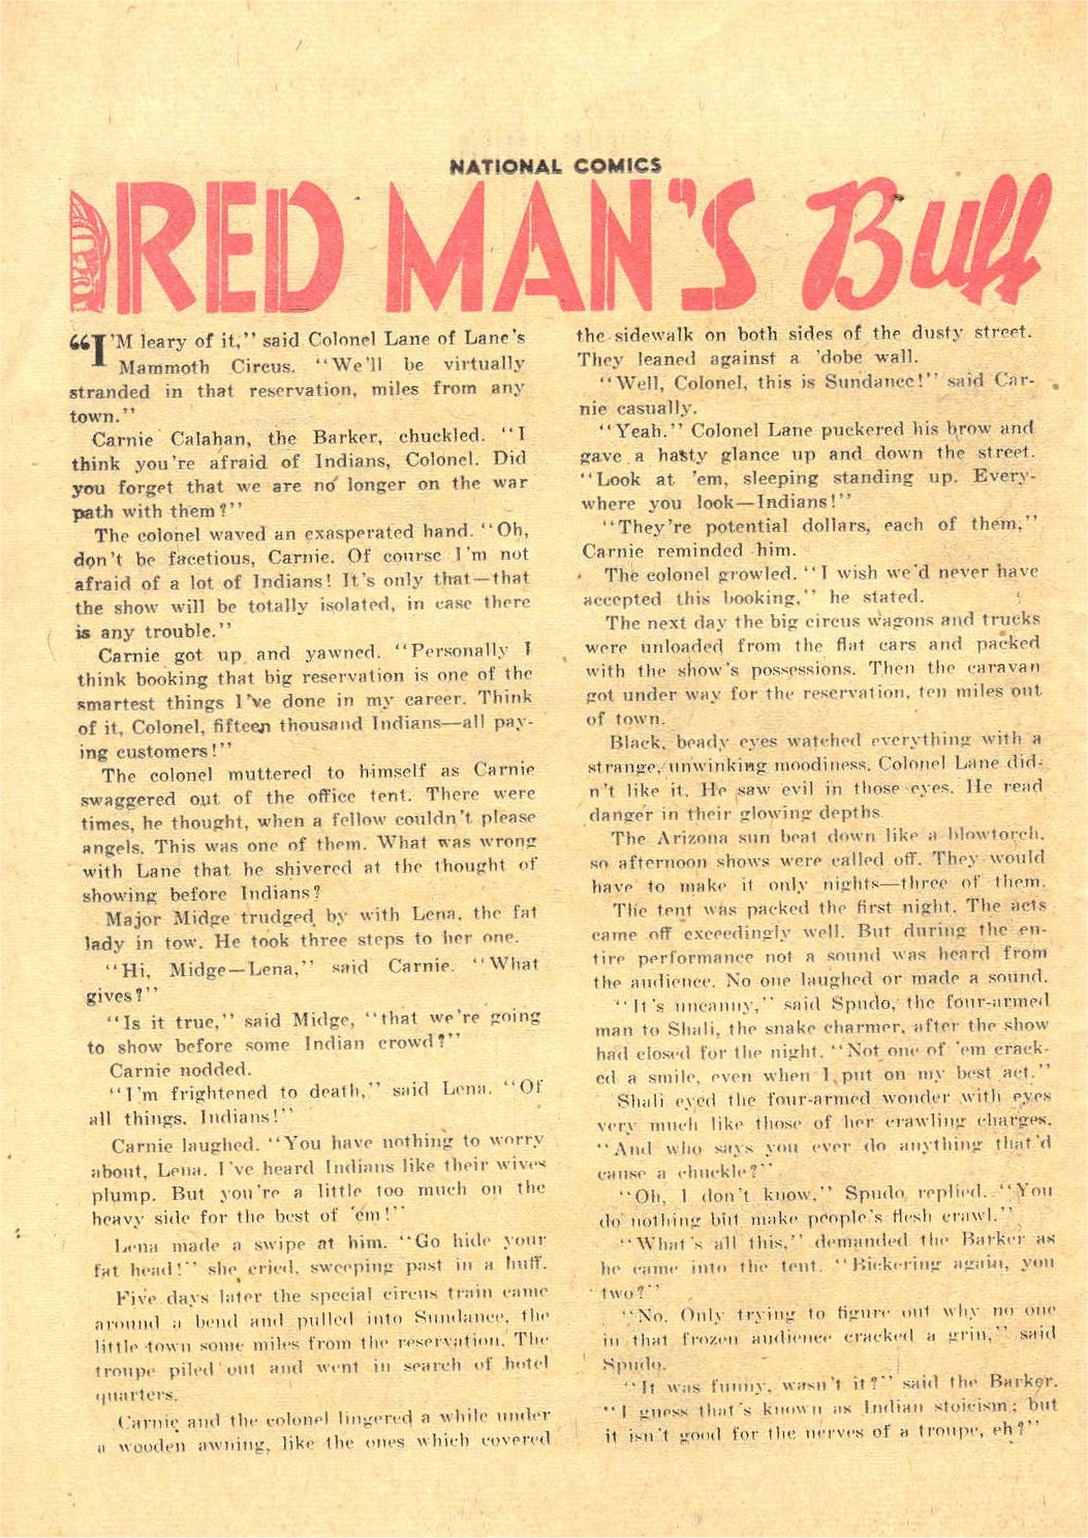 NATIONAL COMICS
RED MAN'S Buff
"I'M leary of it," said Colonel Lane of Lane's
Mammoth Circus. "We'll be virtually
stranded in that reservation, miles from any
town."
Carnie Calahan, the Barker, chuckled. "I
think you're afraid of Indians, Colonel. Did
you forget that we are no longer on the war
path with them?"
The colonel waved an exasperated hand. "Oh,
don't be facetious, Carnie. Of course I'm not
afraid of a lot of Indians! It's only that—that
the show will be totally isolated, in case there
is any trouble."
Carnie got up and yawned. "Personally I
think booking that big reservation is one of the
smartest things I've done in my career. Think
of it, Colonel, fifteen thousand Indians—all pay-
ing customers!"
The colonel muttered to himself as Carnie
swaggered out of the office tent. There were
times, he thought, when a fellow couldn't please
angels. This was one of them. What was wrong
with Lane that he shivered at the thought of
showing before Indians?
Major Midge trudged by with Lena, the fat
lady in tow. He took three steps to her one.
"Hi, Midge—Lena," said Carnie. "What
gives?"
"Is it true," said Midge, "that we're going
to show before some Indian crowd?"
Carnie nodded.
"I'm frightened to death," said Lena. "Of
all things, Indians!"
Carnie laughed. "You have nothing to worry
about, Lena. I've heard Indians like their wives
plump. But you're a little too much on the
heavy side for the best of 'em!"
Lena made a swipe at him. "Go hide your
fat head!" she cried, sweeping past in a huff.
Five days later the special circus train came
around a bend and pulled into Sundance, the
little town some miles from the reservation. The
troupe piled out and went in search of hotel
quarters.
Carnie and the colonel lingered a while under
a wooden awning, like the ones which covered
the sidewalk on both sides of the dusty street.
They leaned against a 'dobe wall.
"Well, Colonel, this is Sundance!" said Car-
nie casually.
"Yeah." Colonel Lane puckered his brow and
gave a hasty glance up and down the street.
"Look at 'em, sleeping standing up. Every-
where you look—Indians!"
"They're potential dollars, each of them,"
Carnie reminded him.
The colonel growled. "I wish we'd never have
accepted this booking," he stated.
The next day the big circus wagons and trucks
were unloaded from the flat cars and packed
with the show's possessions. Then the caravan
got under way for the reservation, ten miles out
of town.
Black, beady eyes watched everything with a
strange, unwinking moodiness. Colonel Lane did-
n't like it. He saw evil in those eyes. He read
danger in their glowing depths.
The Arizona sun beat down like a blowtorch,
so afternoon shows were called off. They would
have to make it only nights—three of them.
The tent was packed the first night. The acts
came off exceedingly well. But during the en-
tire performance not a sound was heard from
the audience. No one laughed or made a sound.
"It's uncanny," said Spudo, the four-armed
man to Shali, the snake charmer, after the show
had closed for the night. "Not one of 'em crack-
ed a smile, even when I put on my best act."
Shali eyed the four-armed wonder with eyes
very much like those of her crawling charges.
"And who says you ever do anything that'd
cause a chuckle?"
"Oh, I don't know," Spudo replied. "You
do nothing but make people's flesh crawl."
"What's all this," demanded the Barker as
he came into the tent. "Bickering again, you
two?"
"No. Only trying to figure out why no one
in that frozen audience cracked a grin," said
Spudo.
"It was funny, wasn't it?" said the Barker.
"I guess that's known as Indian stoicism; but
it isn't good for the nerves of a troupe, eh?"